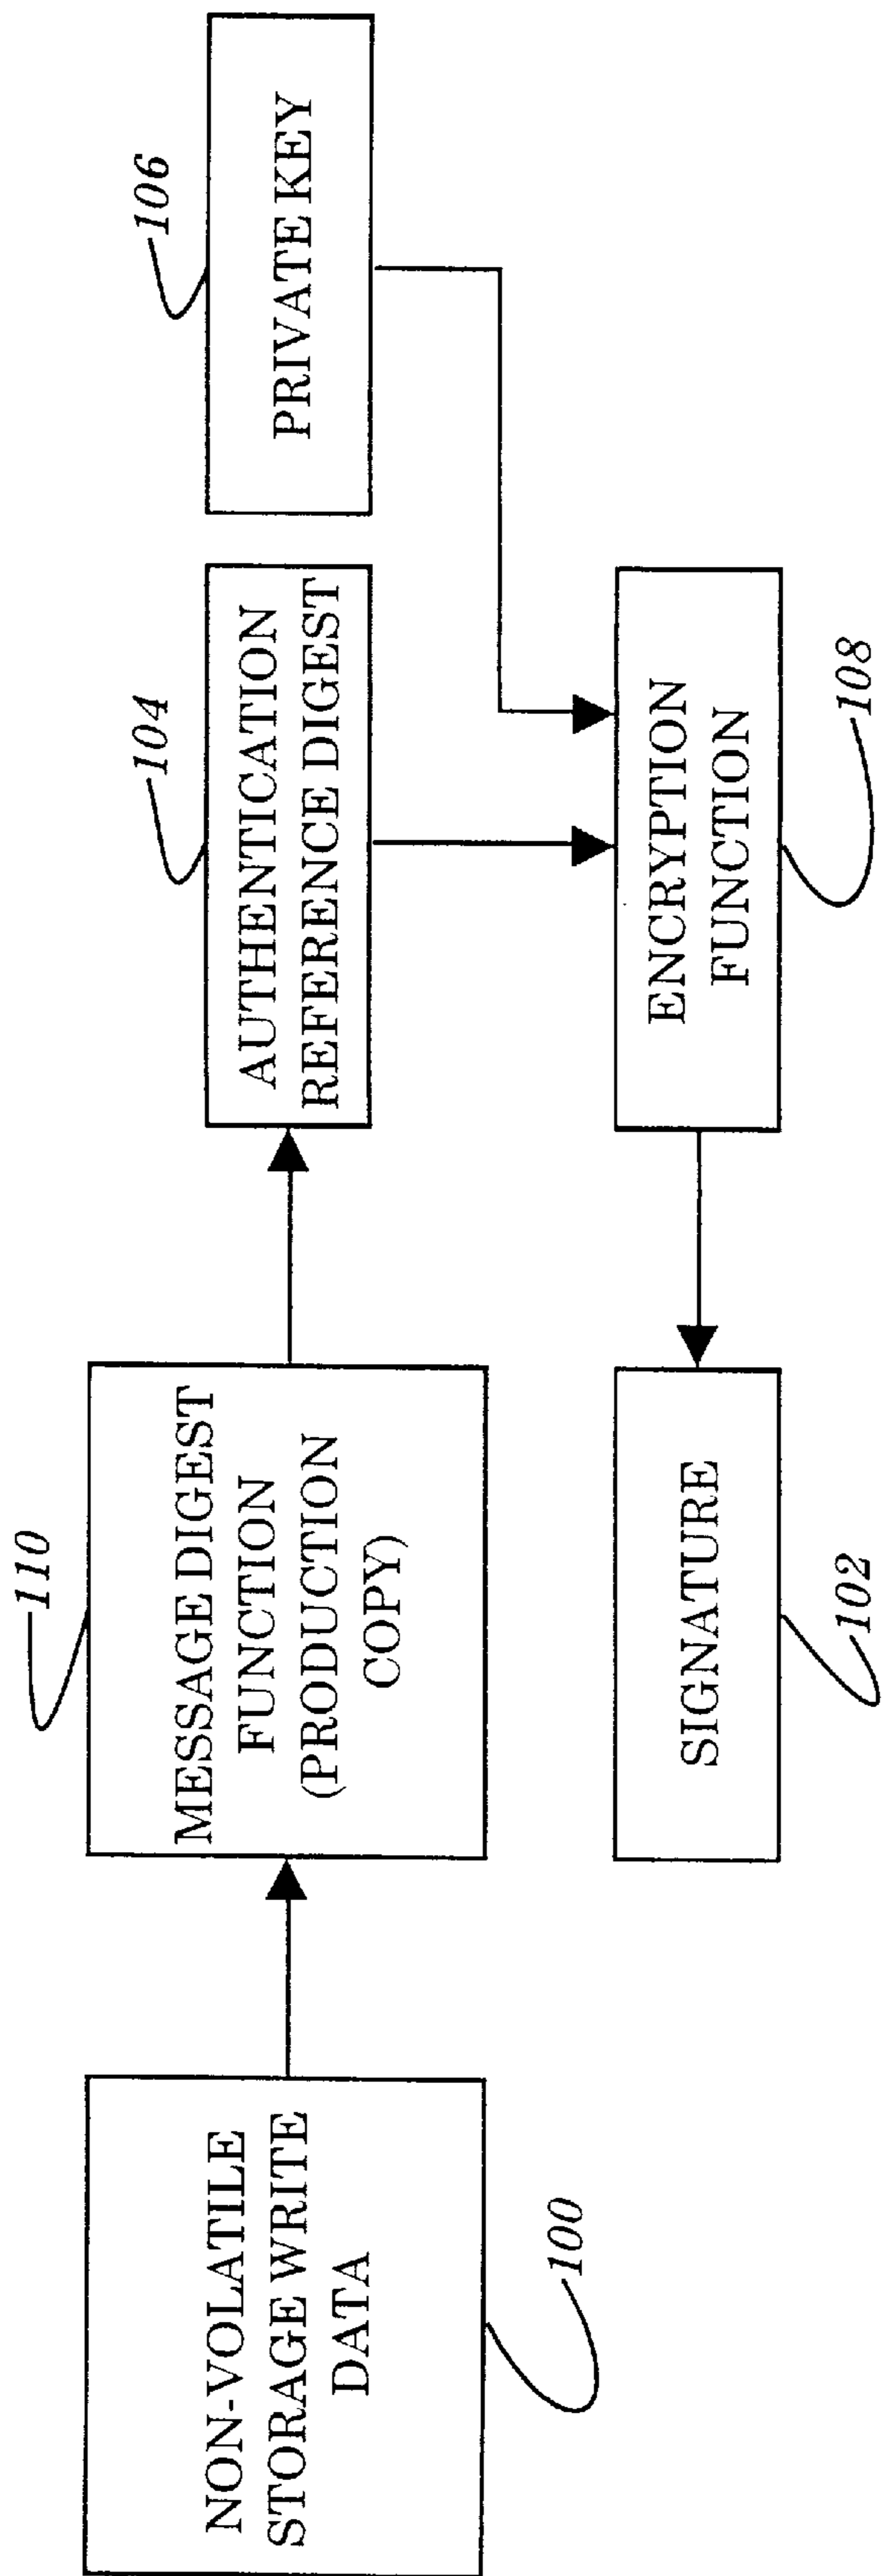 110
104
106
NON-VOLATILE
STORAGE WRITE
DATA
MESSAGE DIGEST
FUNCTION
(PRODUCTION
COPY)
AUTHENTICATION
REFERENCE DIGEST
PRIVATE KEY
100
SIGNATURE
ENCRYPTION
FUNCTION
102
108